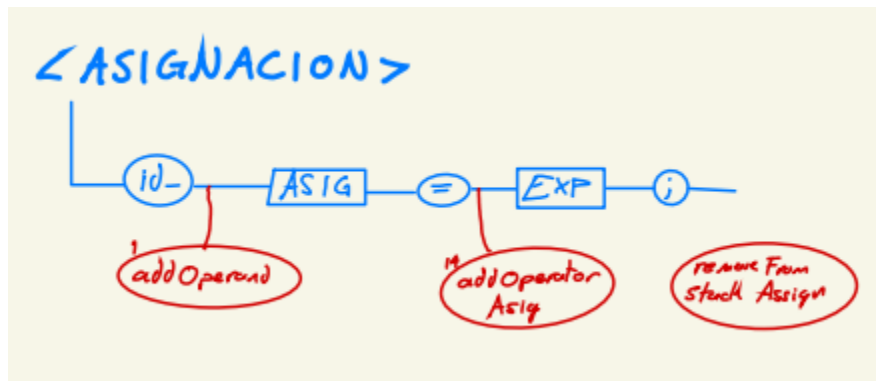 <ASIGNACION>
id_ ASIG = EXP ;
1
addOperand
14
addOperator
Asig
remove From
Stack Assign